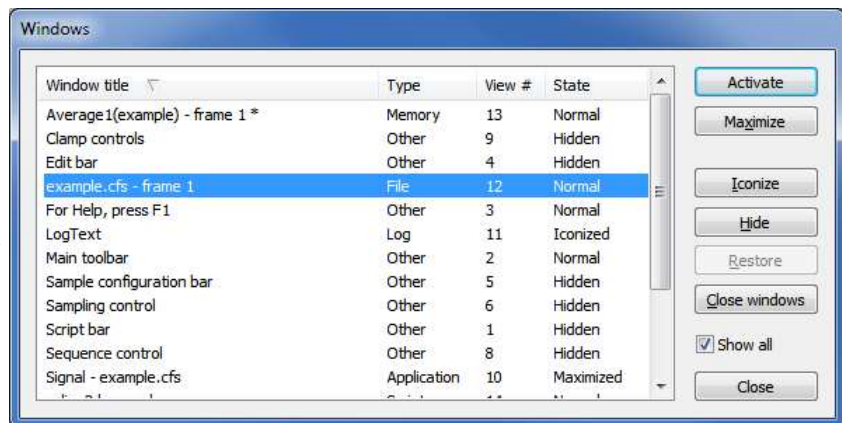 Windows
Window title Type View # State
Average1(example) - frame 1 * Memory 13 Normal
Clamp controls Other 9 Hidden
Edit bar Other 4 Hidden
example.cfs - frame 1 File 12 Normal
For Help, press F1 Other 3 Normal
LogText Log 11 Iconized
Main toolbar Other 2 Normal
Sample configuration bar Other 5 Hidden
Sampling control Other 6 Hidden
Script bar Other 1 Hidden
Sequence control Other 8 Hidden
Signal - example.cfs Application 10 Maximized
Activate
Maximize
Iconize
Hide
Restore
Close windows
Show all
Close